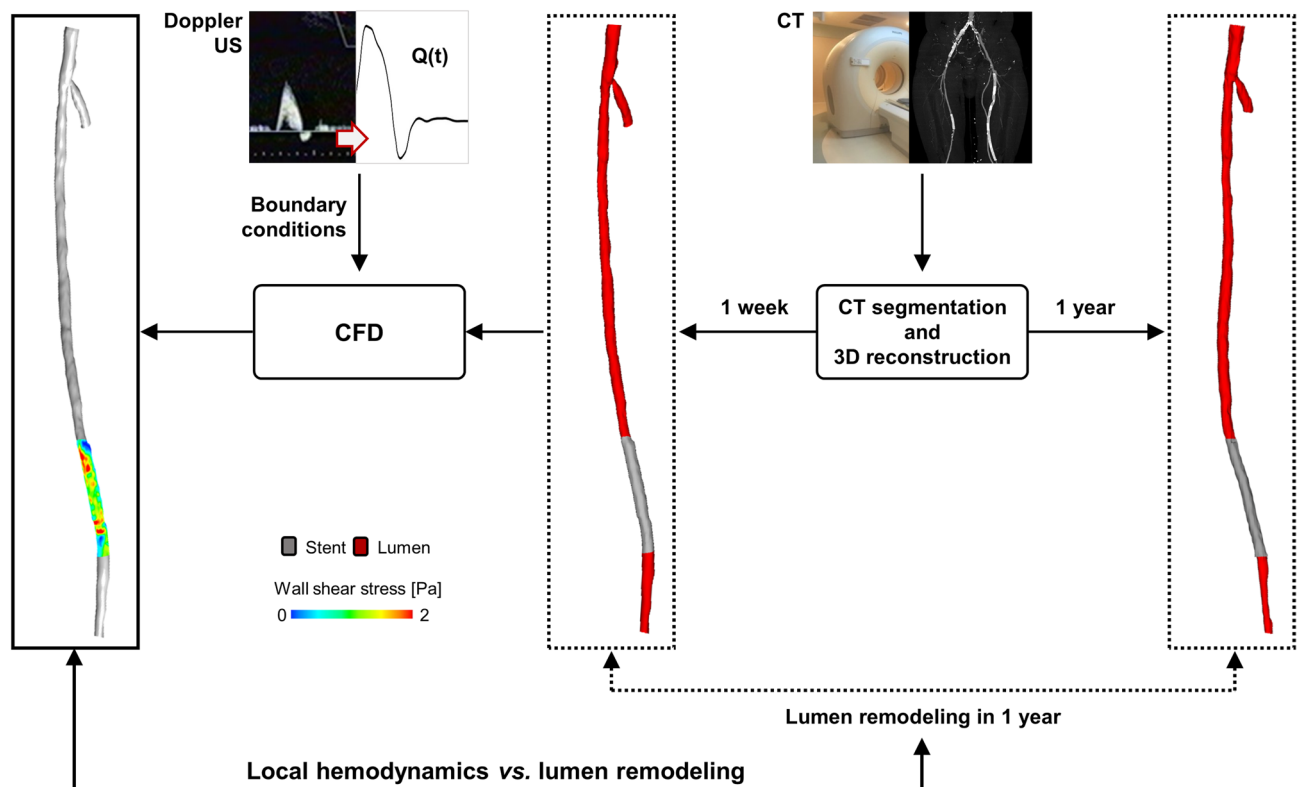 Doppler
US
Q(t)
CT
Boundary
conditions
CFD
1 week
CT segmentation
and
3D reconstruction
1 year
Stent
Lumen
Wall shear stress [Pa]
0
2
Lumen remodeling in 1 year
Local hemodynamics vs. lumen remodeling